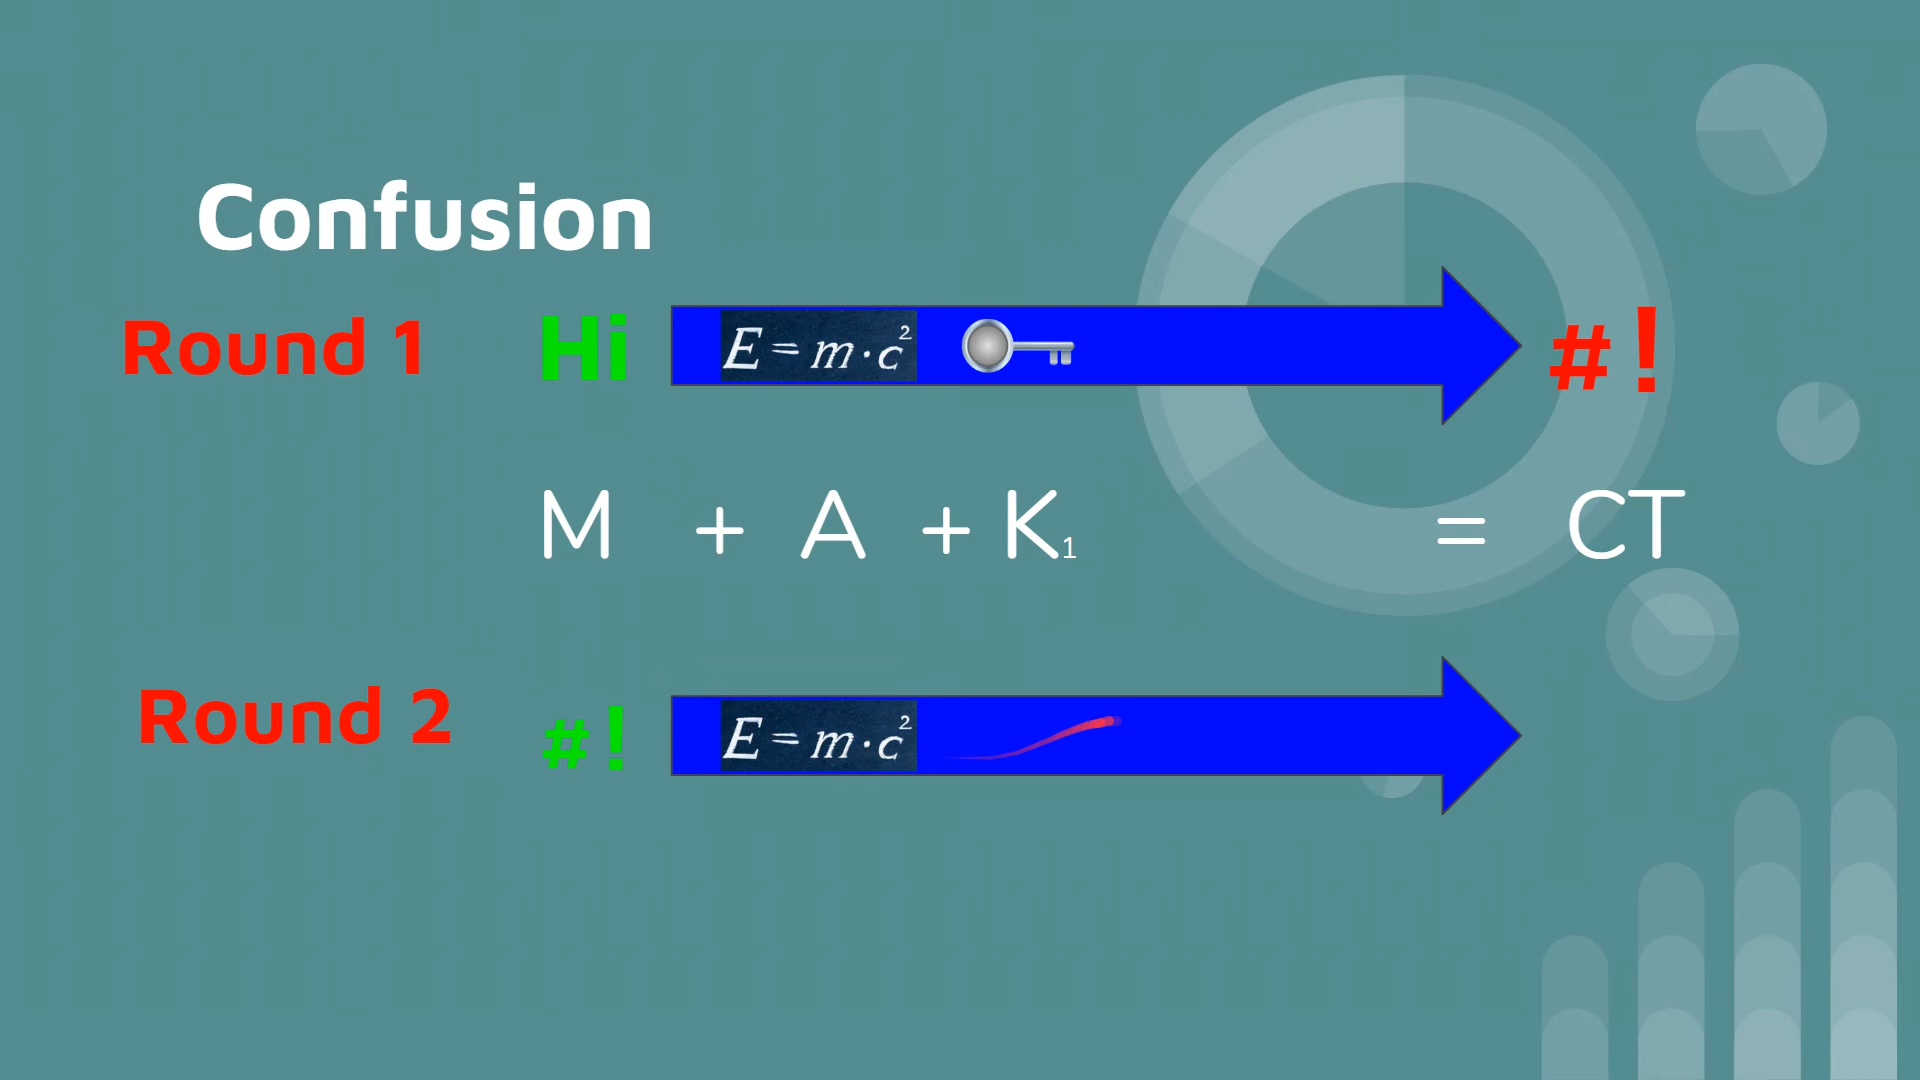 Confusion
Round 1 Hi E = m · c² #!
M + A + K₁ = CT
Round 2 #! E = m · c²